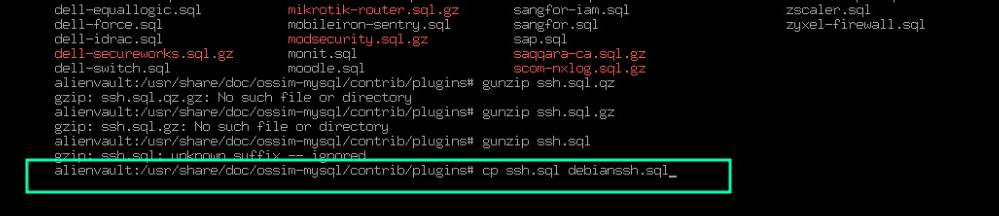 dell-equallogic.sql mikrotik-router.sql.gz sangfor-iam.sql zscaler.sql
dell-force.sql mobileiron-sentry.sql sangfor.sql zyxel-firewall.sql
dell-idrac.sql modsecurity.sql.gz sap.sql
dell-secureworks.sql.gz monit.sql saqqara-ca.sql.gz
dell-switch.sql moodle.sql scom-nxlog.sql.gz
alienvault:/usr/share/doc/ossim-mysql/contrib/plugins# gunzip ssh.sql.qz
gzip: ssh.sql.qz.gz: No such file or directory
alienvault:/usr/share/doc/ossim-mysql/contrib/plugins# gunzip ssh.sql.gz
gzip: ssh.sql.gz: No such file or directory
alienvault:/usr/share/doc/ossim-mysql/contrib/plugins# gunzip ssh.sql
gzip: ssh.sql: unknown suffix -- ignored
alienvault:/usr/share/doc/ossim-mysql/contrib/plugins# cp ssh.sql debianssh.sql_